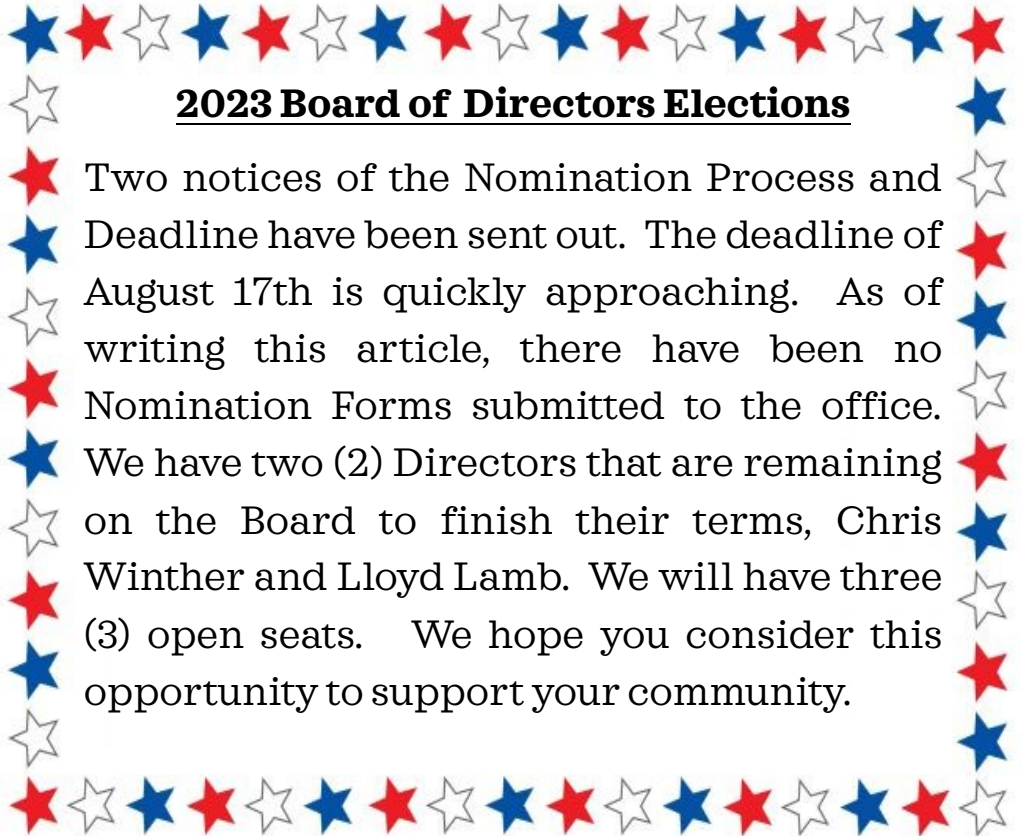 2023 Board of Directors Elections
Two notices of the Nomination Process and
Deadline have been sent out. The deadline of
August 17th is quickly approaching. As of
writing this article, there have been no
Nomination Forms submitted to the office.
We have two (2) Directors that are remaining
on the Board to finish their terms, Chris
Winther and Lloyd Lamb. We will have three
(3) open seats. We hope you consider this
opportunity to support your community.